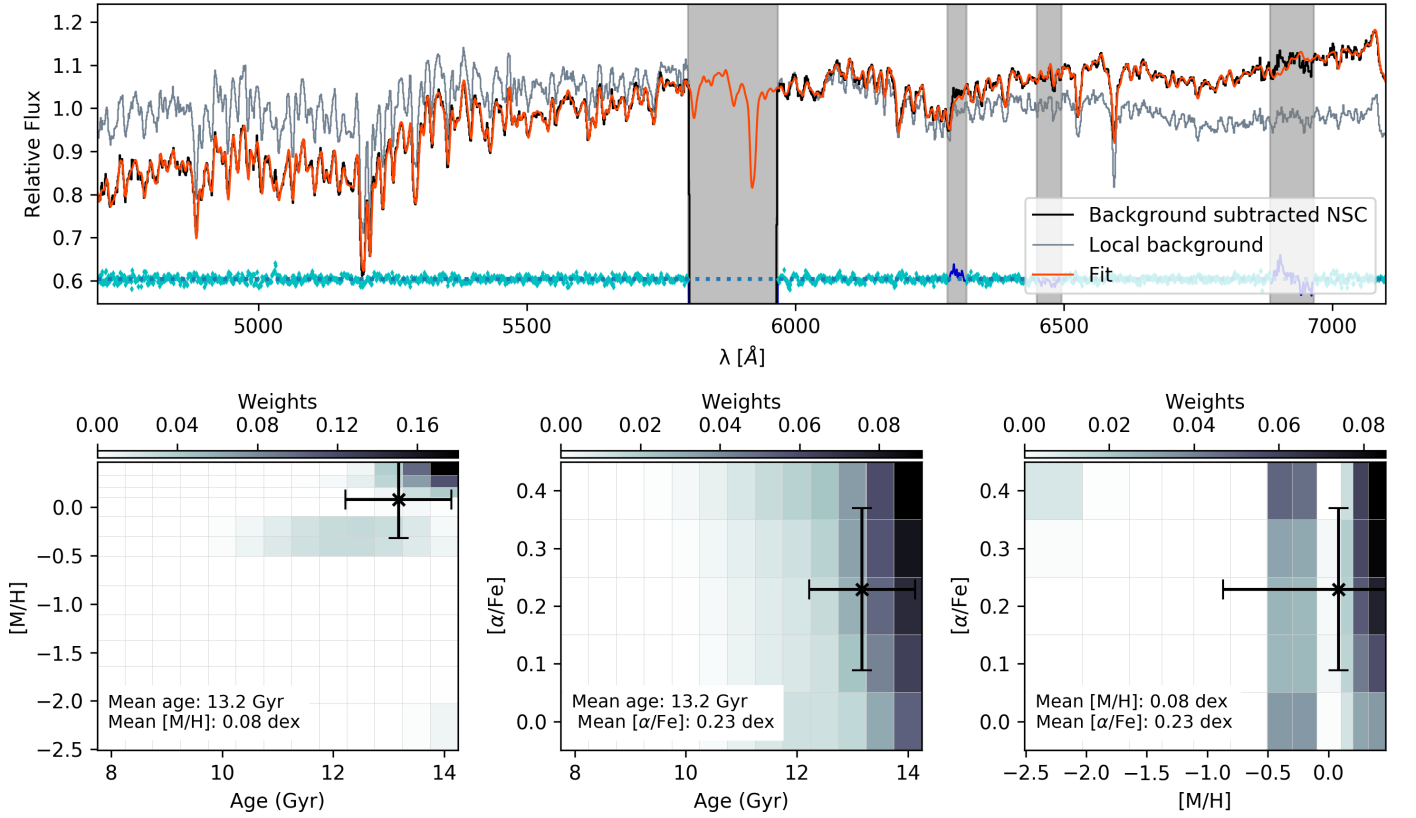 1.2
1.1
1.0
0.9
0.8
0.7
0.6
Relative Flux
Background subtracted NSC
Local background
Fit
5000 5500 6000 6500 7000
λ [Å]
Weights Weights Weights
0.00 0.04 0.08 0.12 0.16 0.00 0.02 0.04 0.06 0.08 0.00 0.02 0.04 0.06 0.08
0.0
−0.5
−1.0
−1.5
−2.0
−2.5
[M/H]
Mean age: 13.2 Gyr
Mean [M/H]: 0.08 dex
8 10 12 14
Age (Gyr)
0.4
0.3
0.2
0.1
0.0
[α/Fe]
Mean age: 13.2 Gyr
Mean [α/Fe]: 0.23 dex
8 10 12 14
Age (Gyr)
0.4
0.3
0.2
0.1
0.0
[α/Fe]
Mean [M/H]: 0.08 dex
Mean [α/Fe]: 0.23 dex
−2.5 −2.0 −1.5 −1.0 −0.5 0.0
[M/H]